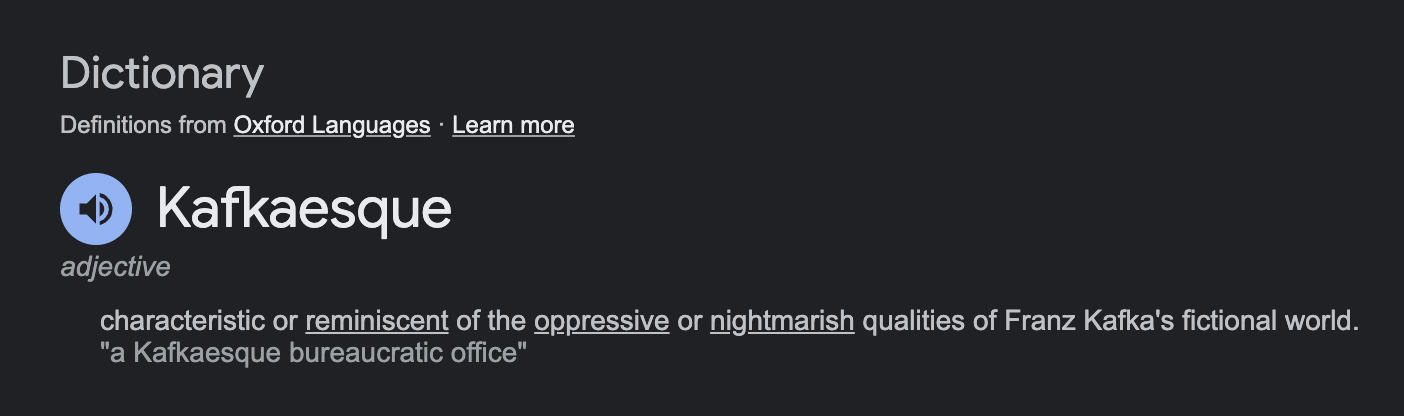 Dictionary
Definitions from Oxford Languages · Learn more
Kafkaesque
adjective
characteristic or reminiscent of the oppressive or nightmarish qualities of Franz Kafka's fictional world.
"a Kafkaesque bureaucratic office"